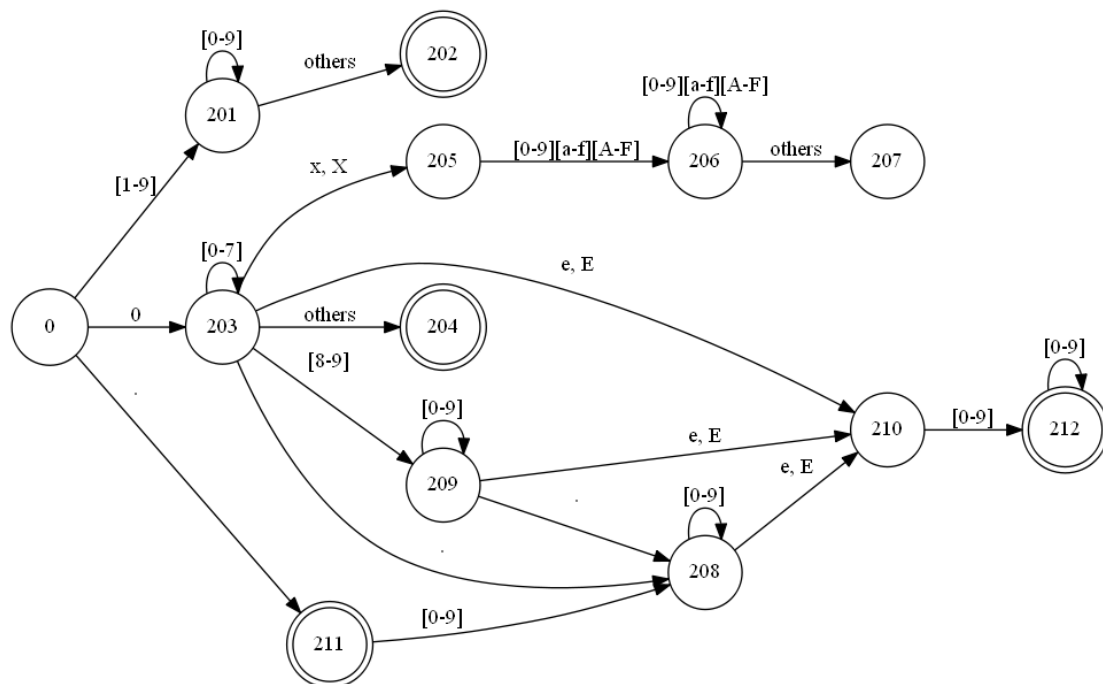 [0-9]
others
202
201
[0-9][a-f][A-F]
205
[0-9][a-f][A-F]
206
others
207
x, X
[1-9]
[0-7]
e, E
0
0
203
others
204
[8-9]
.
[0-9]
[0-9]
209
e, E
210
[0-9]
212
e, E
.
[0-9]
208
.
[0-9]
211